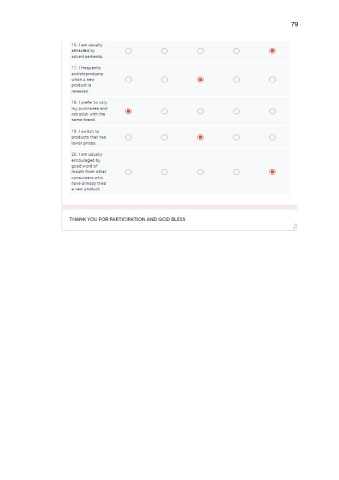 79
16. I am usually
attracted by
advertisements.
17. I frequently
switch products
when a new
product is
released.
18. I prefer to vary
my purchases and
not stick with the
same brand.
19. I switch to
products that has
lower prices.
20. I am usually
encouraged by
good word of
mouth from other
consumers who
have already tried
a new product.
THANK YOU FOR PARTICIPATION AND GOD BLESS